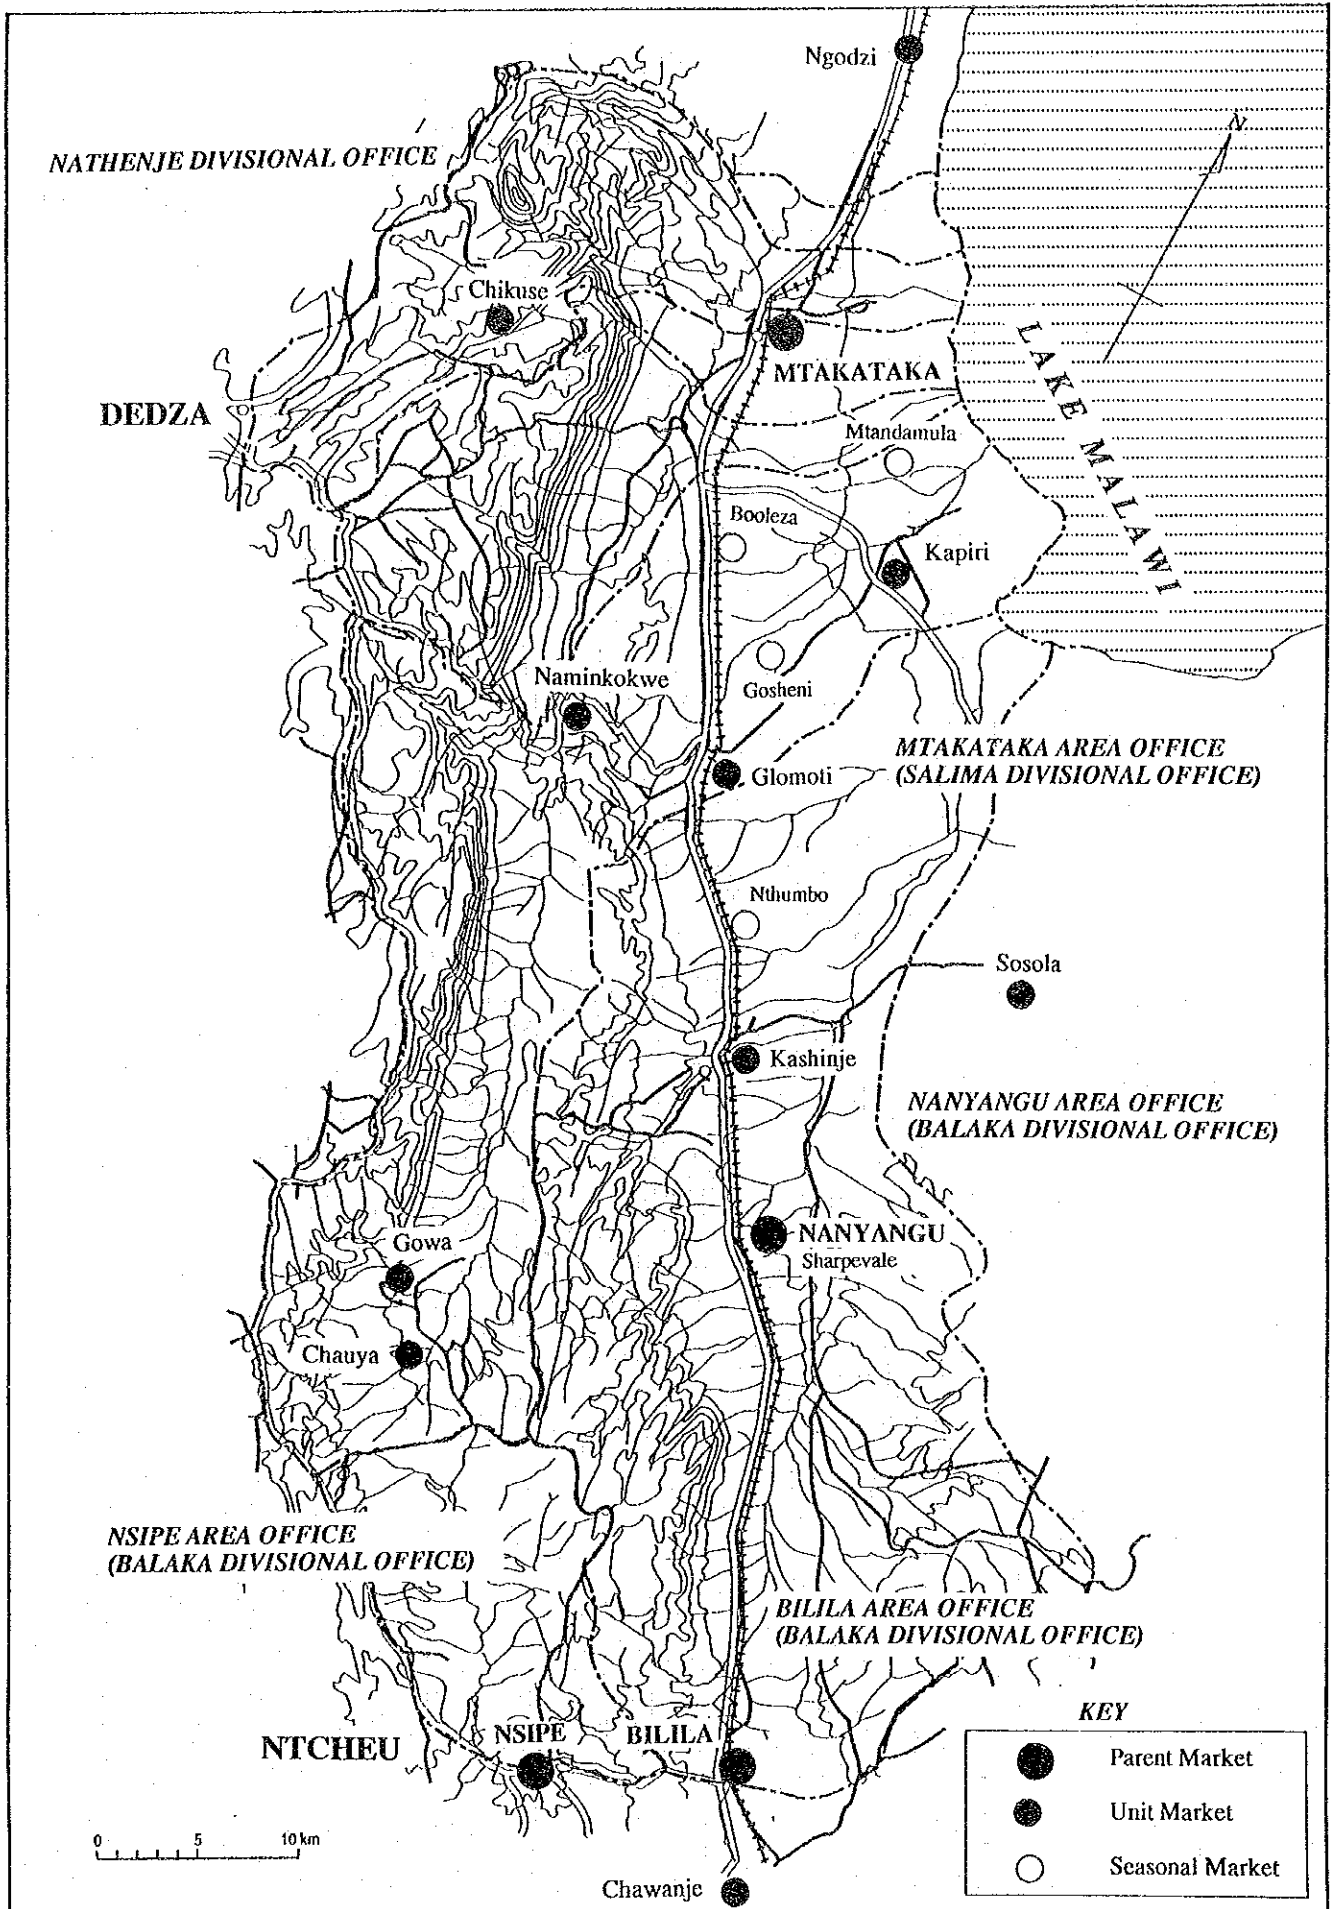 Ngodzi
N
NATHENJE DIVISIONAL OFFICE
Chikuse
LAKE MALAWI
MTAKATAKA
DEDZA
Mtandamula
Booleza
Kapiri
Naminkokwe
Gosheni
MTAKATAKA AREA OFFICE
(SALIMA DIVISIONAL OFFICE)
Glomoti
Nthumbo
Sosola
Kashinje
NANYANGU AREA OFFICE
(BALAKA DIVISIONAL OFFICE)
NANYANGU
Sharpevale
Gowa
Chauya
NSIPE AREA OFFICE
(BALAKA DIVISIONAL OFFICE)
BILILA AREA OFFICE
(BALAKA DIVISIONAL OFFICE)
NTCHEU
NSIPE
BILILA
KEY
Parent Market
Unit Market
Seasonal Market
0 5 10 km
Chawanje